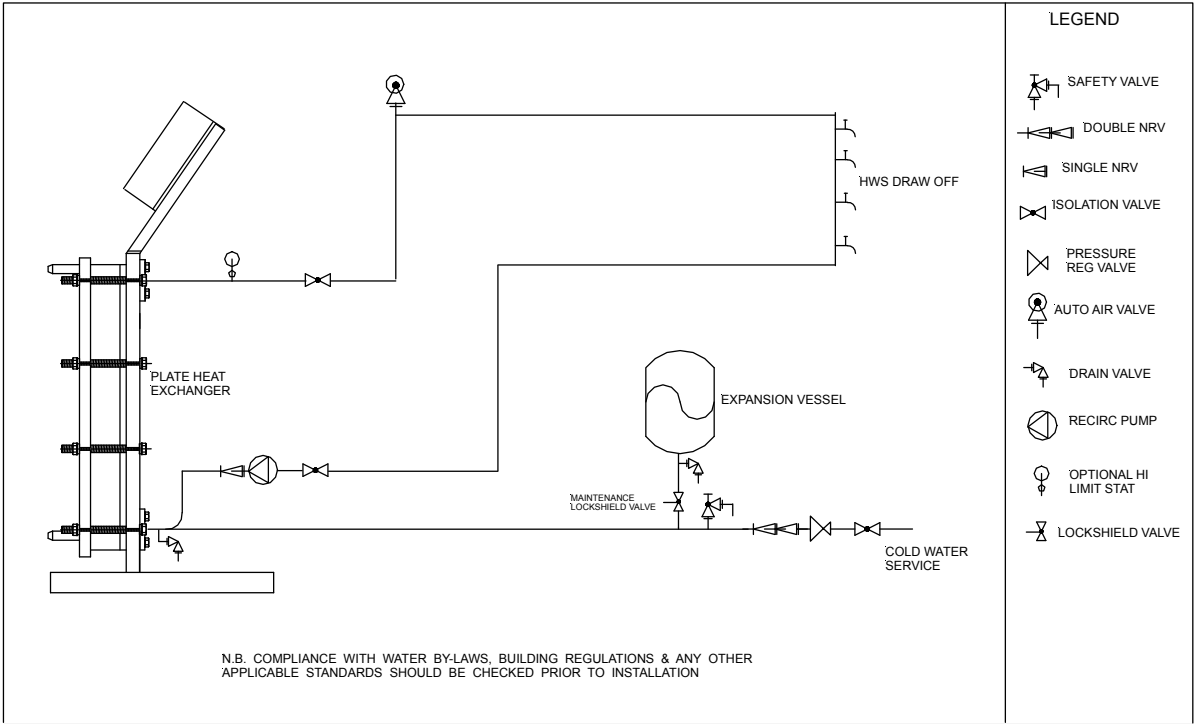 LEGEND
SAFETY VALVE
DOUBLE NRV
SINGLE NRV
ISOLATION VALVE
PRESSURE
REG VALVE
AUTO AIR VALVE
DRAIN VALVE
RECIRC PUMP
OPTIONAL HI
LIMIT STAT
LOCKSHIELD VALVE
HWS DRAW OFF
PLATE HEAT
EXCHANGER
EXPANSION VESSEL
MAINTENANCE
LOCKSHIELD VALVE
COLD WATER
SERVICE
N.B. COMPLIANCE WITH WATER BY-LAWS, BUILDING REGULATIONS & ANY OTHER
APPLICABLE STANDARDS SHOULD BE CHECKED PRIOR TO INSTALLATION